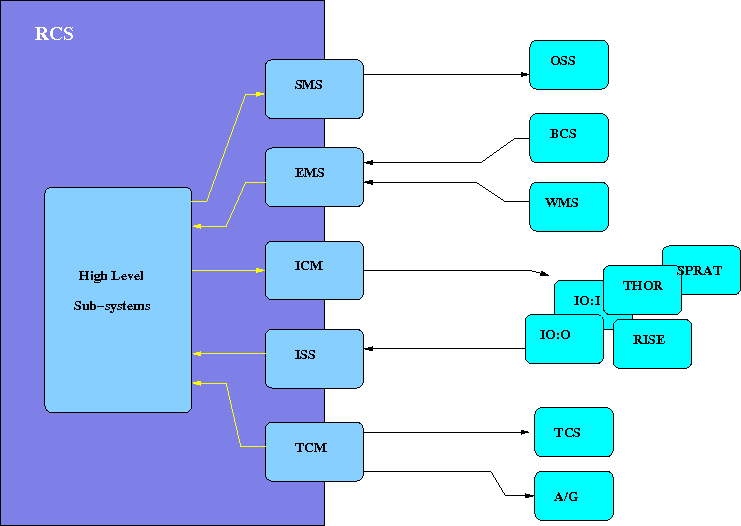 RCS
OSS
SMS
BCS
EMS
WMS
High Level
Sub-systems
ICM
SPRAT
THOR
IO:I
IO:O
RISE
ISS
TCS
TCM
A/G